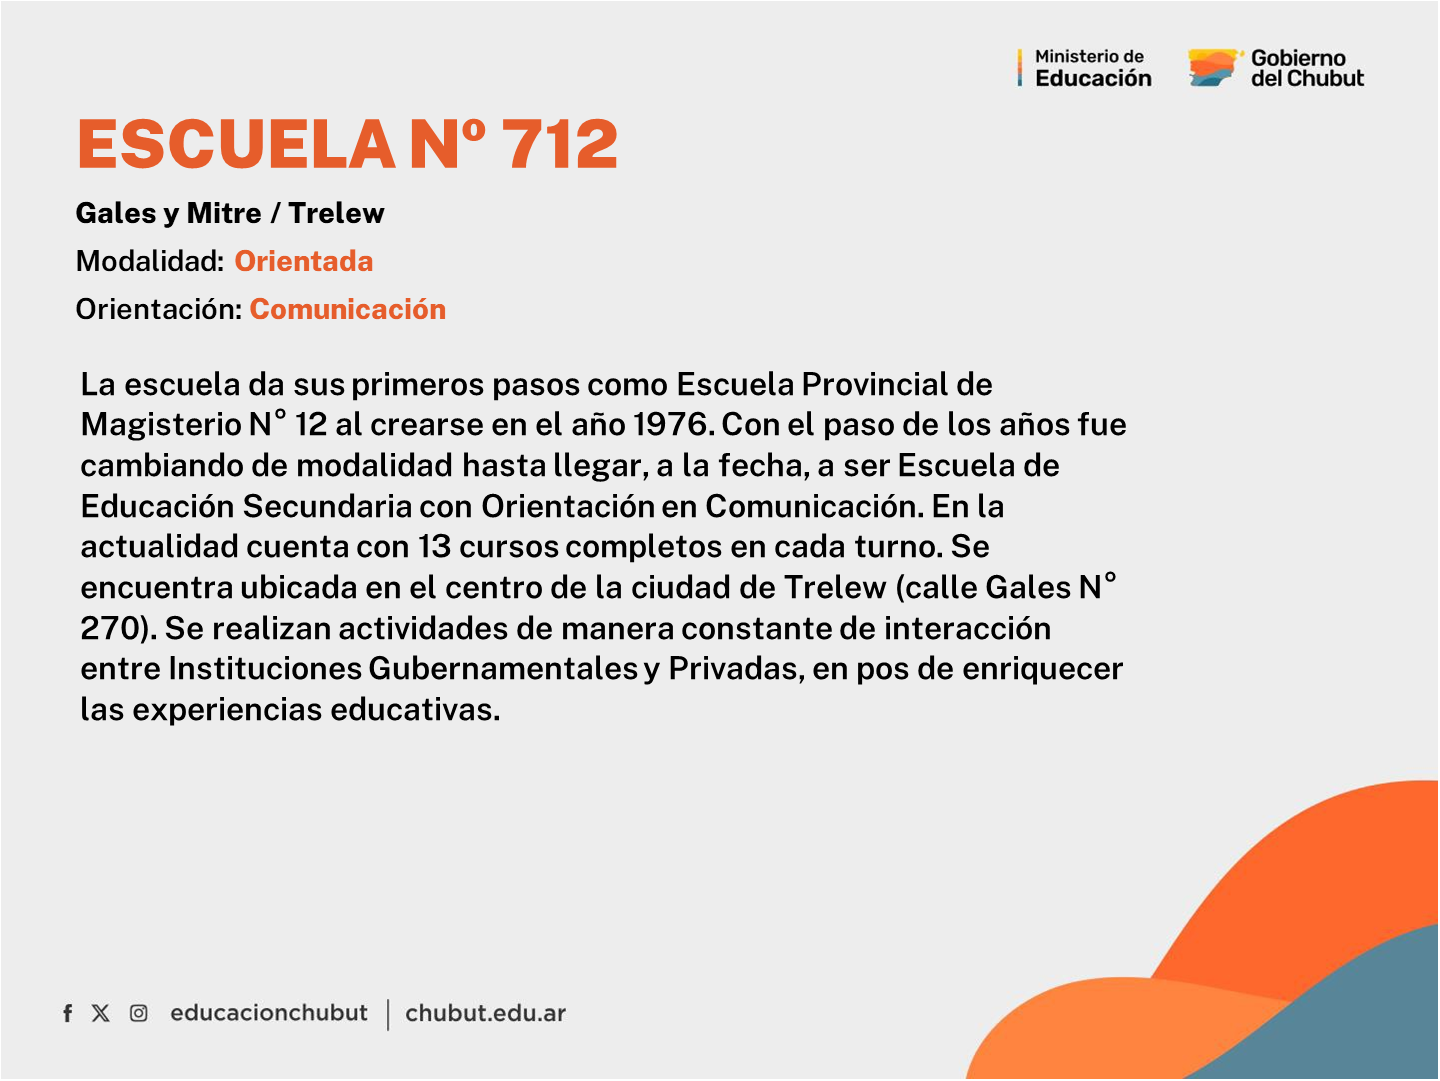 Ministerio de
Educación
Gobierno
del Chubut
ESCUELA Nº 712
Gales y Mitre / Trelew
Modalidad: Orientada
Orientación: Comunicación
La escuela da sus primeros pasos como Escuela Provincial de
Magisterio N° 12 al crearse en el año 1976. Con el paso de los años fue
cambiando de modalidad hasta llegar, a la fecha, a ser Escuela de
Educación Secundaria con Orientación en Comunicación. En la
actualidad cuenta con 13 cursos completos en cada turno. Se
encuentra ubicada en el centro de la ciudad de Trelew (calle Gales N°
270). Se realizan actividades de manera constante de interacción
entre Instituciones Gubernamentales y Privadas, en pos de enriquecer
las experiencias educativas.
educacionchubut | chubut.edu.ar